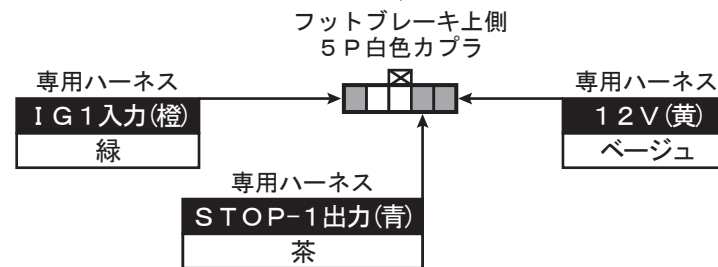 フットブレーキ上側
５Ｐ白色カプラ
専用ハーネス
ＩＧ１入力(橙)
緑
専用ハーネス
１２Ｖ(黄)
ベージュ
専用ハーネス
ＳＴＯＰ-１出力(青)
茶